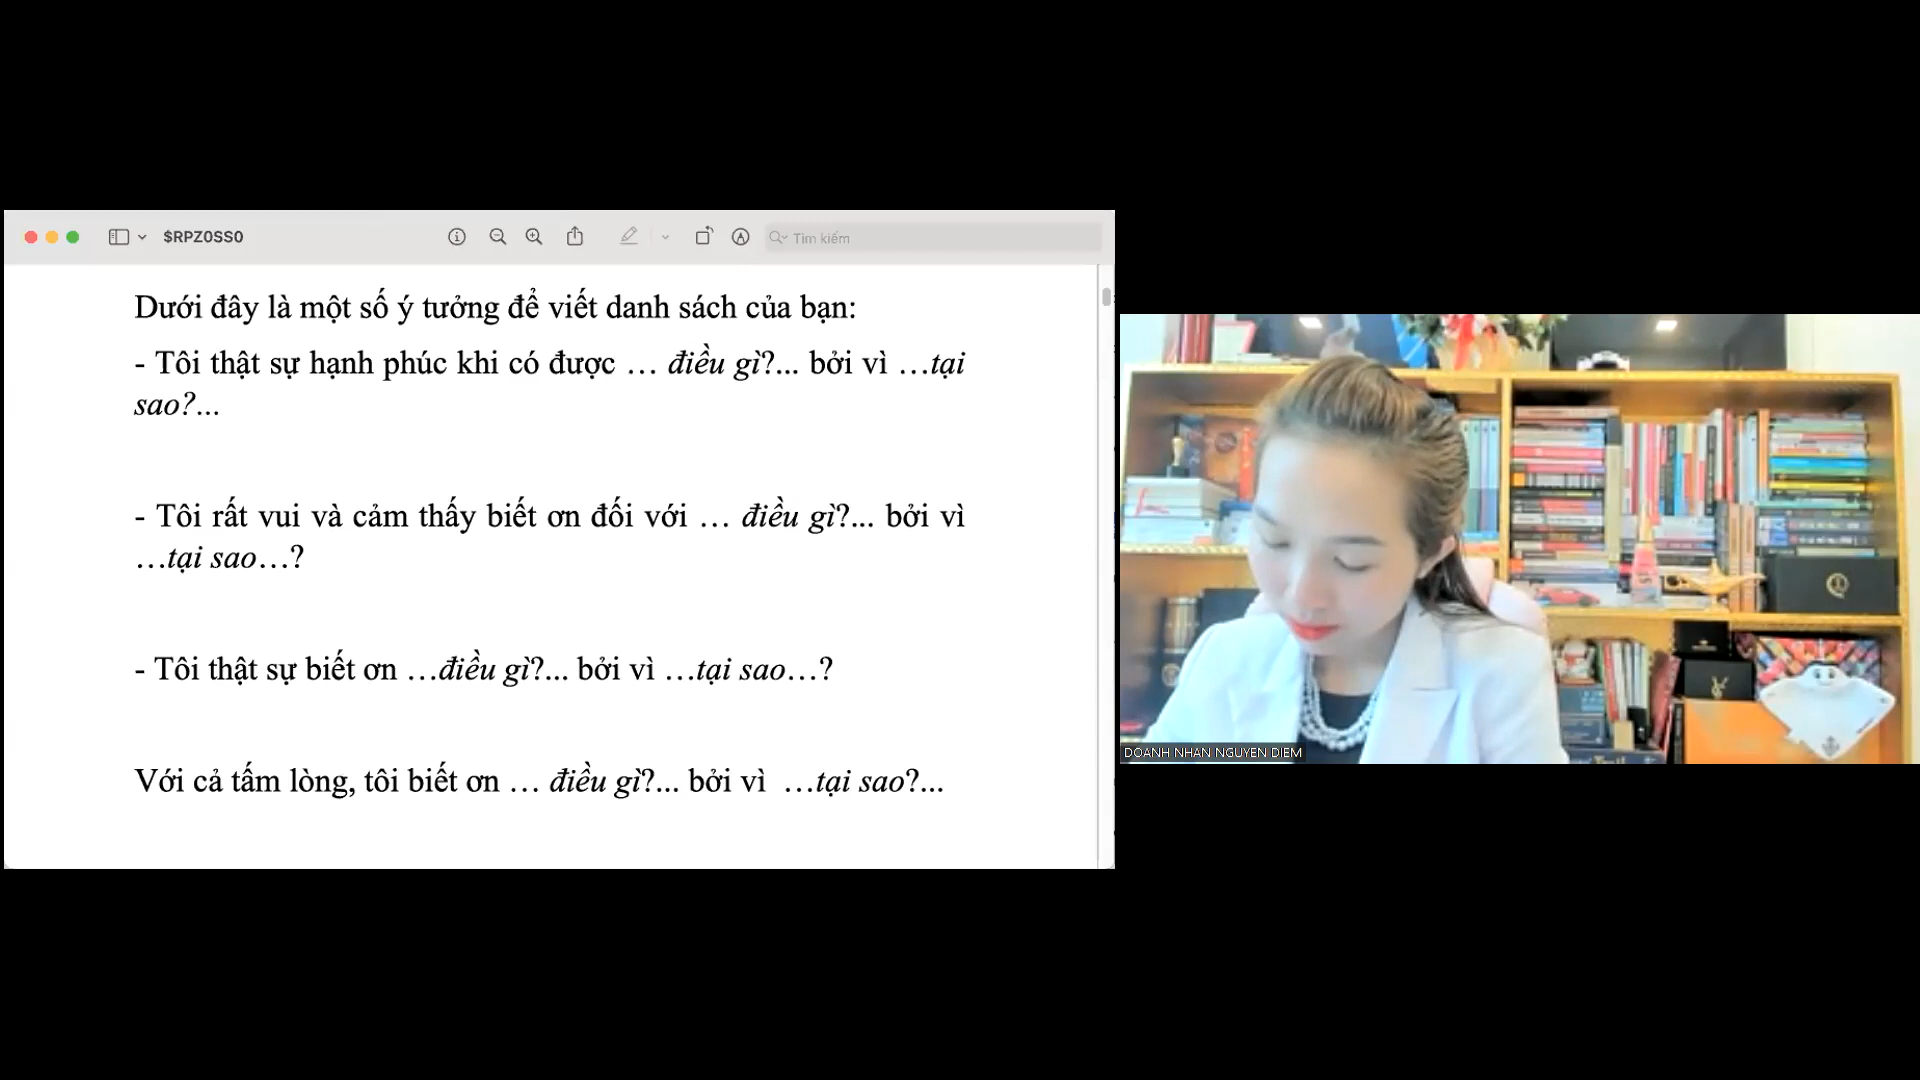 $RPZ0SS0
Tìm kiếm
Dưới đây là một số ý tưởng để viết danh sách của bạn:
- Tôi thật sự hạnh phúc khi có được … điều gì?... bởi vì …tại
sao?...
- Tôi rất vui và cảm thấy biết ơn đối với … điều gì?... bởi vì
…tại sao…?
- Tôi thật sự biết ơn …điều gì?... bởi vì …tại sao…?
Với cả tấm lòng, tôi biết ơn … điều gì?... bởi vì …tại sao?...
DOANH NHAN NGUYEN DIEM